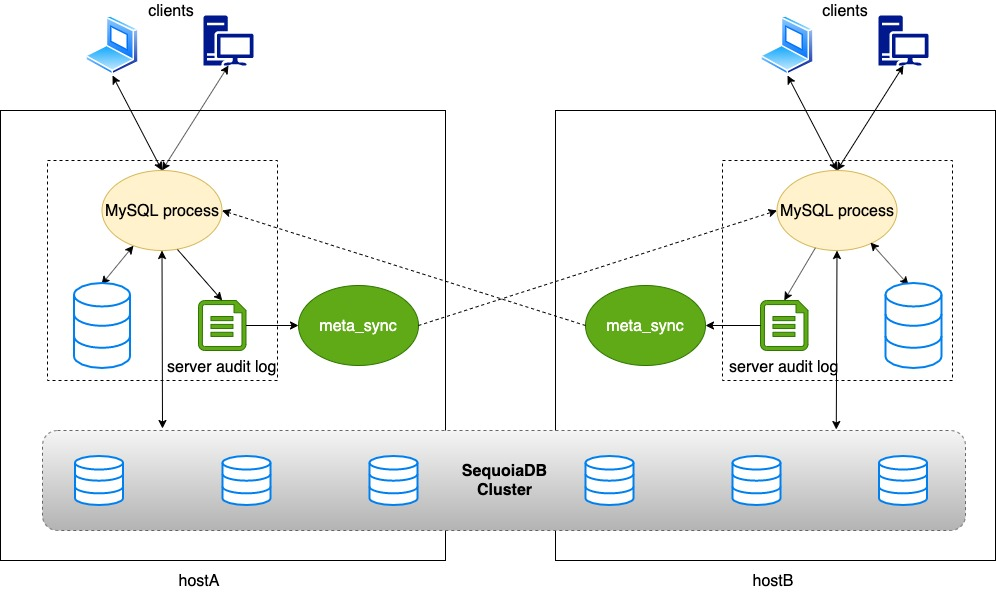 clients
clients
MySQL process
MySQL process
meta_sync
meta_sync
server audit log
server audit log
SequoiaDB
Cluster
hostA
hostB